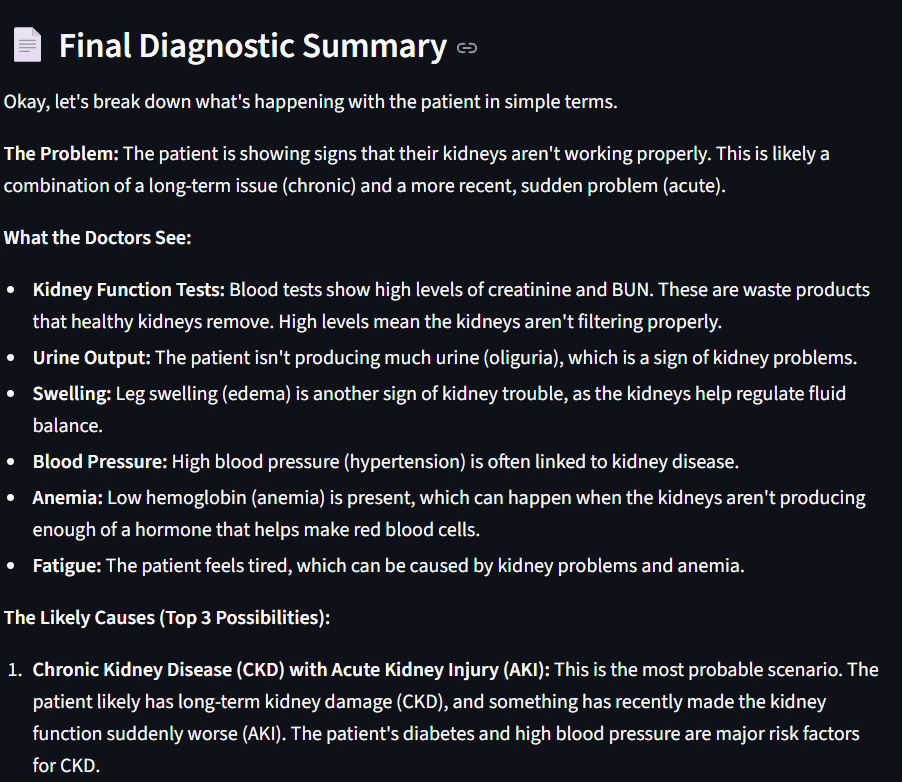 Final Diagnostic Summary
Okay, let's break down what's happening with the patient in simple terms.
The Problem: The patient is showing signs that their kidneys aren't working properly. This is likely a
combination of a long-term issue (chronic) and a more recent, sudden problem (acute).
What the Doctors See:
• Kidney Function Tests: Blood tests show high levels of creatinine and BUN. These are waste products
that healthy kidneys remove. High levels mean the kidneys aren't filtering properly.
• Urine Output: The patient isn't producing much urine (oliguria), which is a sign of kidney problems.
• Swelling: Leg swelling (edema) is another sign of kidney trouble, as the kidneys help regulate fluid
balance.
• Blood Pressure: High blood pressure (hypertension) is often linked to kidney disease.
• Anemia: Low hemoglobin (anemia) is present, which can happen when the kidneys aren't producing
enough of a hormone that helps make red blood cells.
• Fatigue: The patient feels tired, which can be caused by kidney problems and anemia.
The Likely Causes (Top 3 Possibilities):
1. Chronic Kidney Disease (CKD) with Acute Kidney Injury (AKI): This is the most probable scenario. The
patient likely has long-term kidney damage (CKD), and something has recently made the kidney
function suddenly worse (AKI). The patient's diabetes and high blood pressure are major risk factors
for CKD.